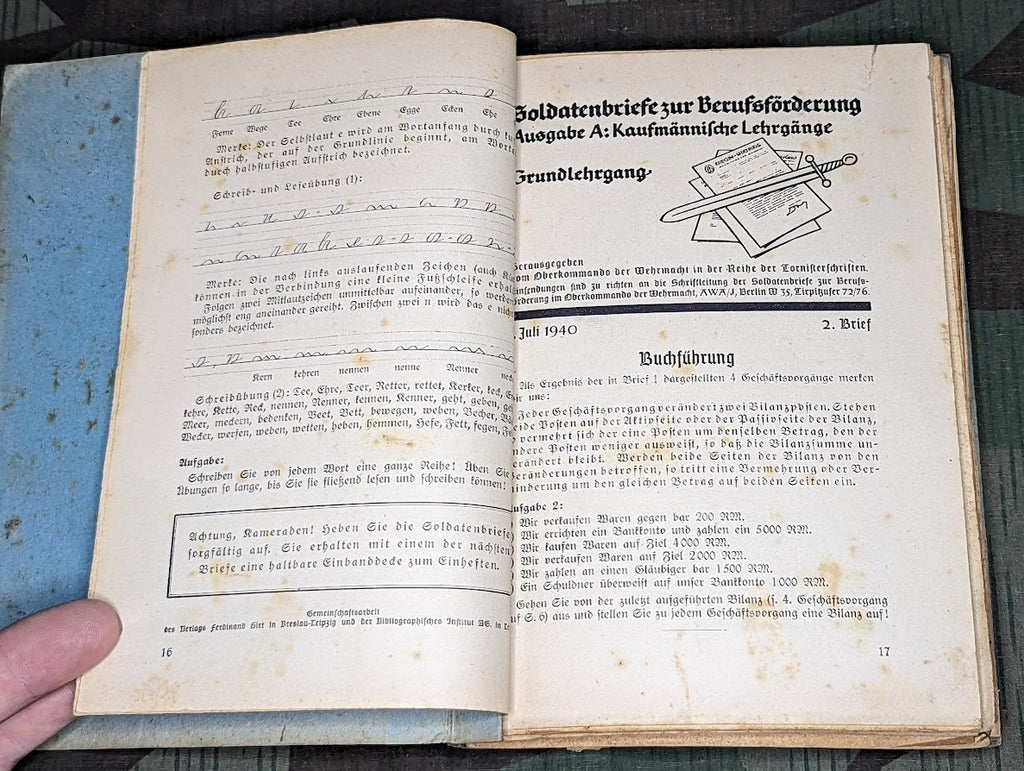 Feme Wege Tee Ehre Ebene Egge Ecken Ehe
Merke: Der Selbstlaut e wird am Wortanfang durch
Anstrich, der auf der Grundlinie beginnt, am
durch halbstufigen Aufstrich bezeichnet.
Schreib- und Leseübung (1):
Merke: Die nach links auslaufenden Zeichen (auch
können in der Verbindung eine kleine Fußschleife
Folgen zwei Mitlautzeichen unmittelbar aufeinander, so
möglichst eng aneinander gereiht. Zwischen zwei n wird das e
sonders bezeichnet.
Kern kehren nennen nenne Renner
Schreibübung (2): Tee, Ehre, Teer, Retter, rettet, Kerker, keck,
kehre, Kette, Reck, nennen, Renner, kennen, Kenner, geht, geben,
Meer, meckern, bedenken, Beet, Bett, bewegen, weben, Becher,
Wecker, werfen, weben, wetten, heben, hemmen, Hefe, Fett, fegen,
Aufgabe:
Schreiben Sie von jedem Wort eine ganze Reihe! Üben Sie
Übungen so lange, bis Sie sie fließend lesen und schreiben können!
Achtung, Kameraden! Heben Sie die Soldatenbriefe
sorgfältig auf. Sie erhalten mit einem der nächsten
Briefe eine haltbare Einbanddecke zum Einheften.
Gemeinschaftsarbeit
des Verlags Ferdinand Hirt in Breslau-Leipzig und der Bibliographisches Institut AG. in
16
Soldatenbriefe zur Berufsförderung
Ausgabe A: Kaufmännische Lehrgänge
Grundlehrgang
herausgegeben
vom Oberkommando der Wehrmacht in der Reihe der Tornisterschriften.
Einsendungen sind zu richten an die Schriftleitung der Soldatenbriefe zur Berufs-
förderung im Oberkommando der Wehrmacht, AWA/J, Berlin W 35, Tirpitzufer 72/76.
Juli 1940 2. Brief
Buchführung
Als Ergebnis der in Brief 1 dargestellten 4 Geschäftsvorgänge merken
wir uns:
Jeder Geschäftsvorgang verändert zwei Bilanzposten. Stehen
beide Posten auf der Aktivseite oder der Passivseite der Bilanz,
vermehrt sich der eine Posten um denselben Betrag, den der
andere Posten weniger ausweist, so daß die Bilanzsumme un-
verändert bleibt. Werden beide Seiten der Bilanz von den
Veränderungen betroffen, so tritt eine Vermehrung oder Ver-
minderung um den gleichen Betrag auf beiden Seiten ein.
Aufgabe 2:
Wir verkaufen Waren gegen bar 200 RM.
Wir errichten ein Bankkonto und zahlen ein 5000 RM.
Wir kaufen Waren auf Ziel 4000 RM.
Wir verkaufen Waren auf Ziel 2000 RM.
Wir zahlen an einen Gläubiger bar 1500 RM.
Ein Schuldner überweist auf unser Bankkonto 1000 RM.
Gehen Sie von der zuletzt aufgeführten Bilanz (s. 4. Geschäftsvorgang
auf S. 6) aus und stellen Sie zu jedem Geschäftsvorgang eine Bilanz auf!
17